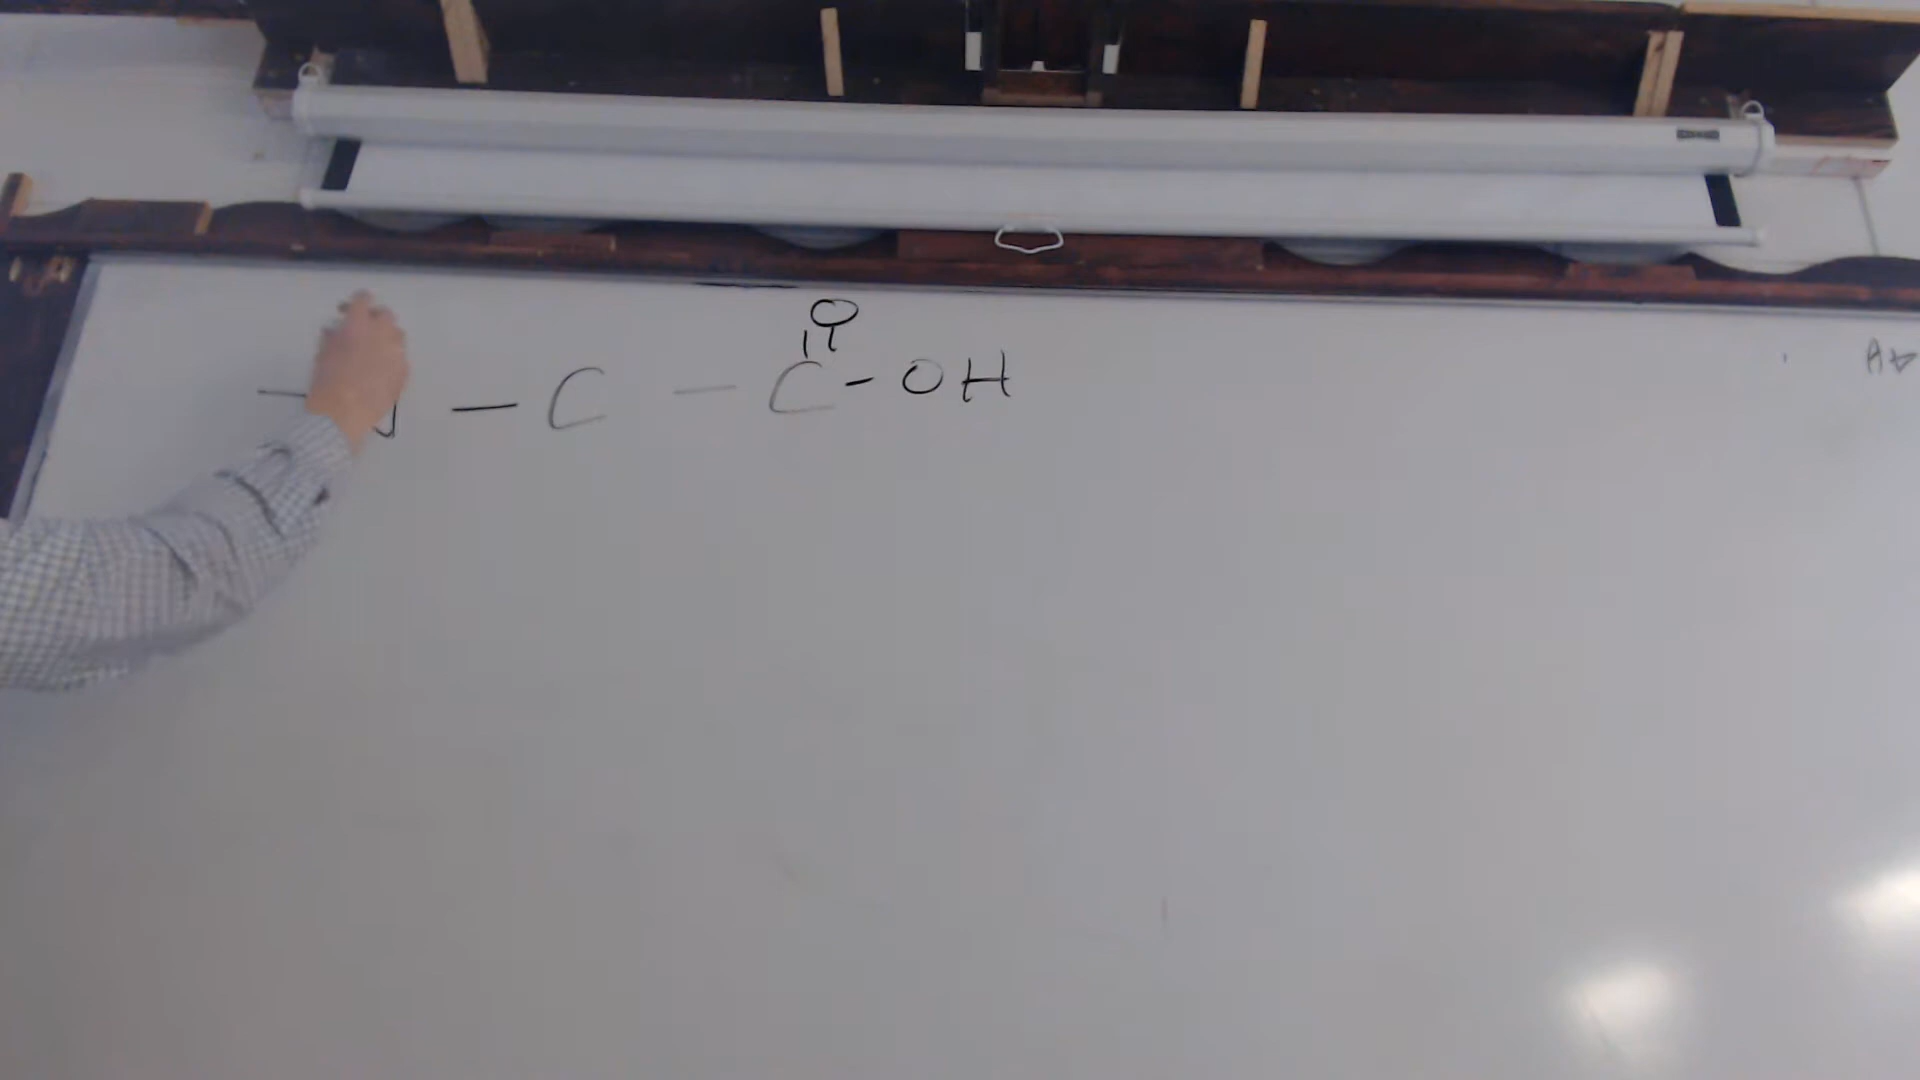 O
— — C — C - OH